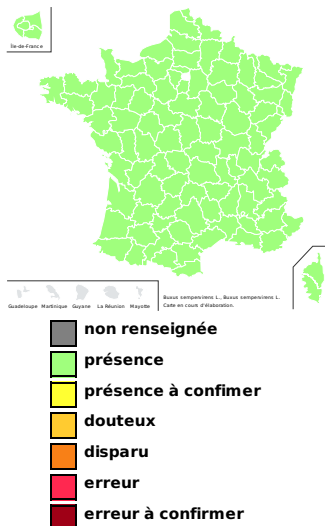 Île-de-France
Guadeloupe Martinique Guyane La Réunion Mayotte
Buxus sempervirens L., Buxus sempervirens L.
Carte en cours d'élaboration.
non renseignée
présence
présence à confimer
douteux
disparu
erreur
erreur à confirmer